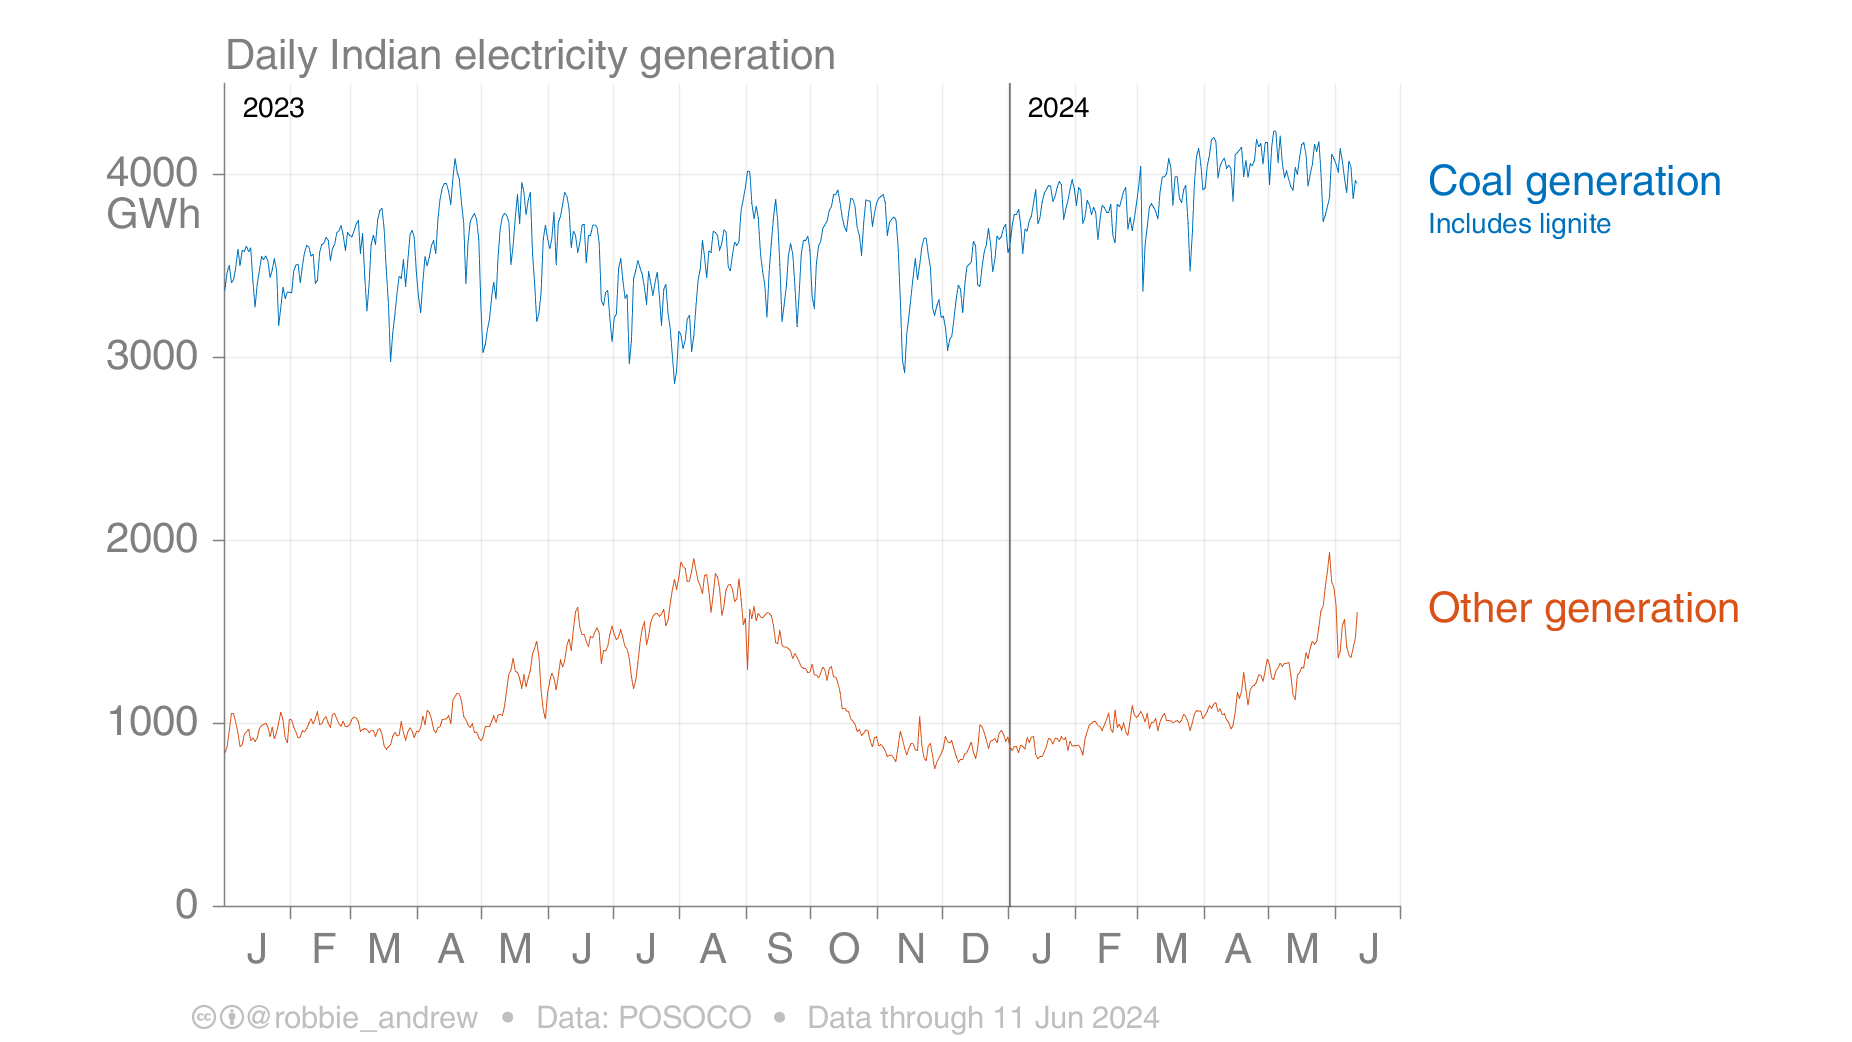 Daily Indian electricity generation
2023
2024
4000
GWh
3000
2000
1000
0
Coal generation
Includes lignite
Other generation
J F M A M J J A S O N D J F M A M J
cc @robbie_andrew • Data: POSOCO • Data through 11 Jun 2024